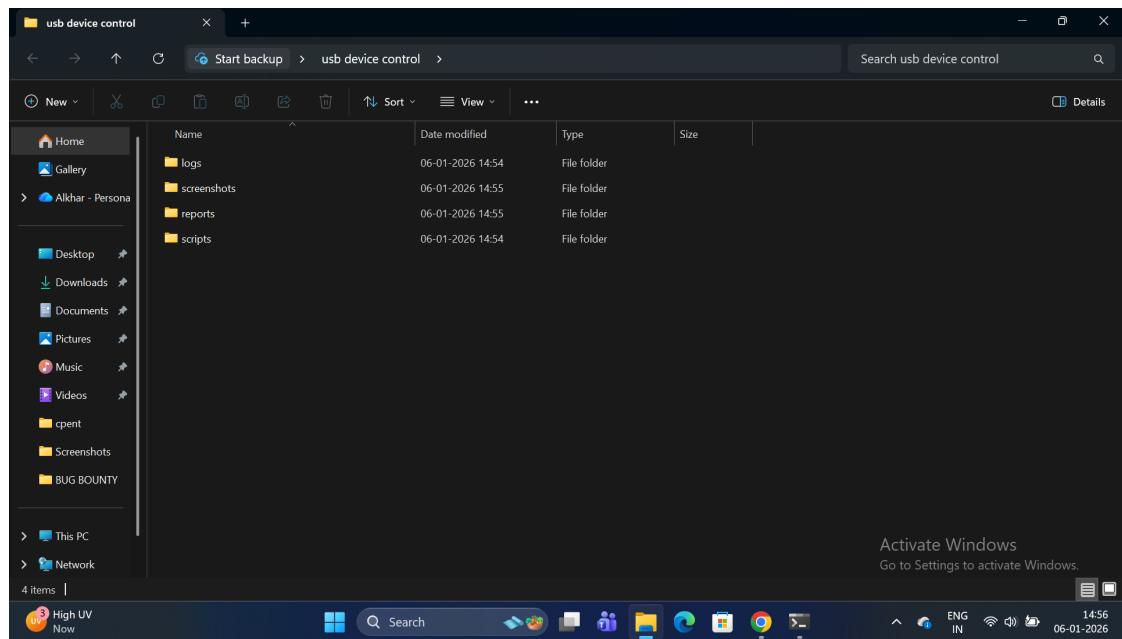 usb device control
Start backup > usb device control >
Search usb device control
New
Sort
View
Details
Name
Date modified
Type
Size
logs
06-01-2026 14:54
File folder
screenshots
06-01-2026 14:55
File folder
reports
06-01-2026 14:55
File folder
scripts
06-01-2026 14:54
File folder
Home
Gallery
Alkhar - Persona
Desktop
Downloads
Documents
Pictures
Music
Videos
cpent
Screenshots
BUG BOUNTY
This PC
Network
Activate Windows
Go to Settings to activate Windows.
4 items
3
UV
High UV
Now
Search
ENG
IN
14:56
06-01-2026